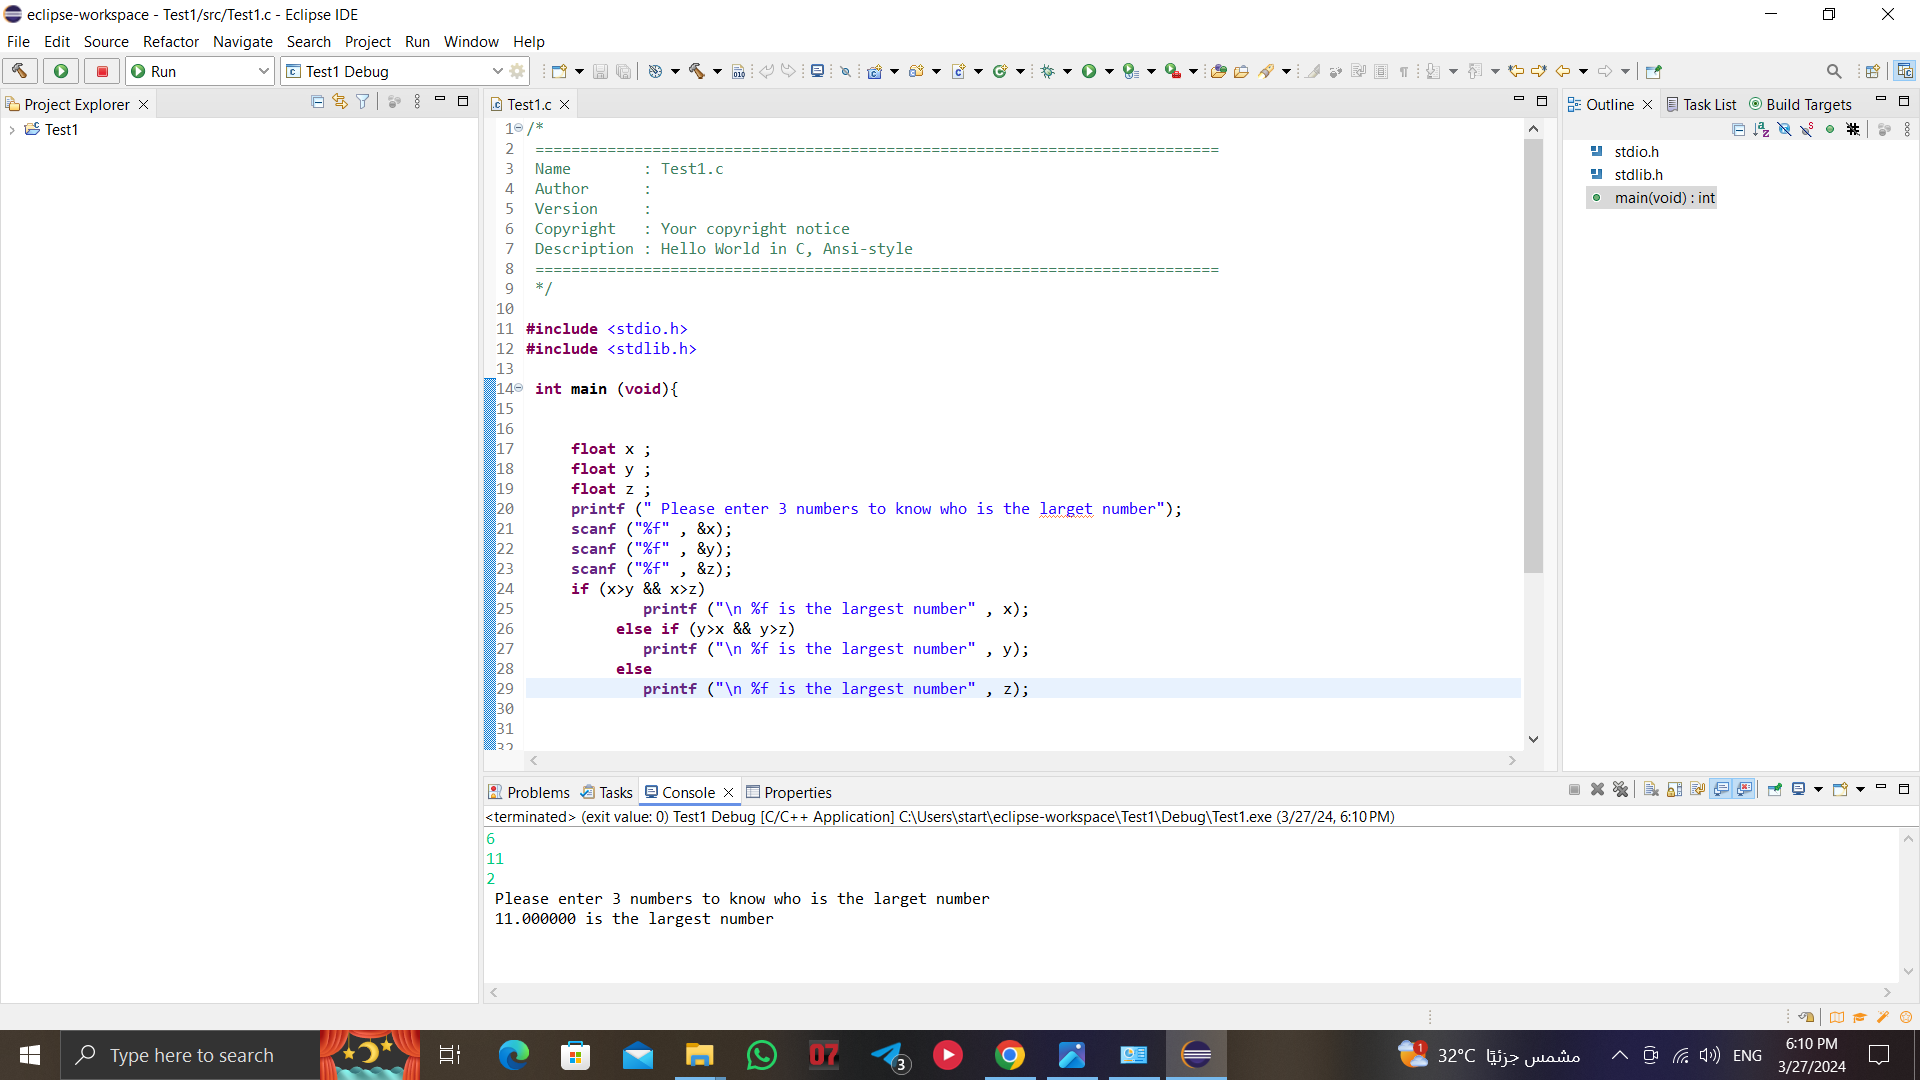 eclipse-workspace - Test1/src/Test1.c - Eclipse IDE
File Edit Source Refactor Navigate Search Project Run Window Help
Run Test1 Debug
Project Explorer
Test1
Test1.c
1 /*
2 ============================================================================
3 Name : Test1.c
4 Author :
5 Version :
6 Copyright : Your copyright notice
7 Description : Hello World in C, Ansi-style
8 ============================================================================
9 */
10
11 #include <stdio.h>
12 #include <stdlib.h>
13
14 int main (void){
15
16
17 float x ;
18 float y ;
19 float z ;
20 printf (" Please enter 3 numbers to know who is the larget number");
21 scanf ("%f" , &x);
22 scanf ("%f" , &y);
23 scanf ("%f" , &z);
24 if (x>y && x>z)
25 printf ("\n %f is the largest number" , x);
26 else if (y>x && y>z)
27 printf ("\n %f is the largest number" , y);
28 else
29 printf ("\n %f is the largest number" , z);
30
31
32
Outline Task List Build Targets
stdio.h
stdlib.h
main(void) : int
Problems Tasks Console Properties
<terminated> (exit value: 0) Test1 Debug [C/C++ Application] C:\Users\start\eclipse-workspace\Test1\Debug\Test1.exe (3/27/24, 6:10 PM)
6
11
2
Please enter 3 numbers to know who is the larget number
11.000000 is the largest number
Type here to search
07
3
1
32°C مشمس جزئيًا
ENG
6:10 PM
3/27/2024